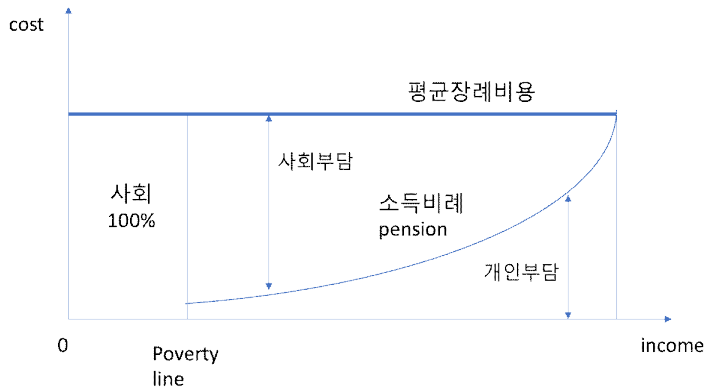 cost
평균장례비용
사회부담
사회
100%
소득비례
pension
개인부담
0
Poverty
line
income